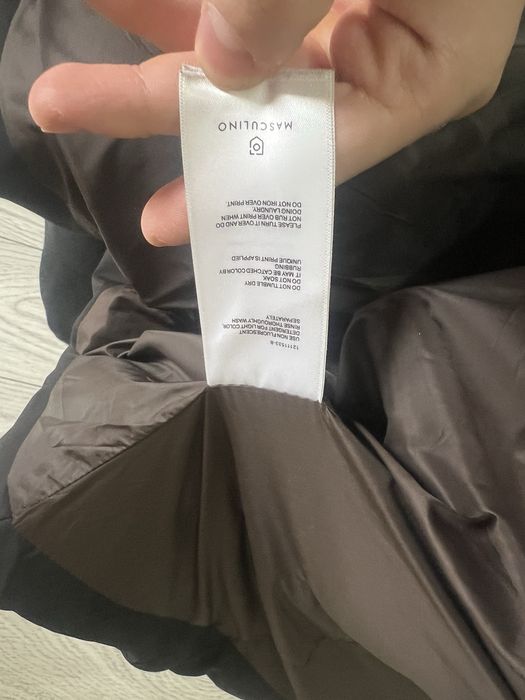 12111533-8
USE NON FLUORESCENT
DETERGENT FOR LIGHT COLOR,
RINSE THOROUGHLY WASH
SEPARATELY
DO NOT TUMBLE DRY
DO NOT SOAK
IT MAY BE CATCHED COLOR BY
RUBBING
UNIQUE PRINT IS APPLIED
PLEASE TURN IT OVER AND DO
NOT RUB OVER PRINT WHEN
DOING LAUNDRY.
DO NOT IRON OVER PRINT.
MASCULINO